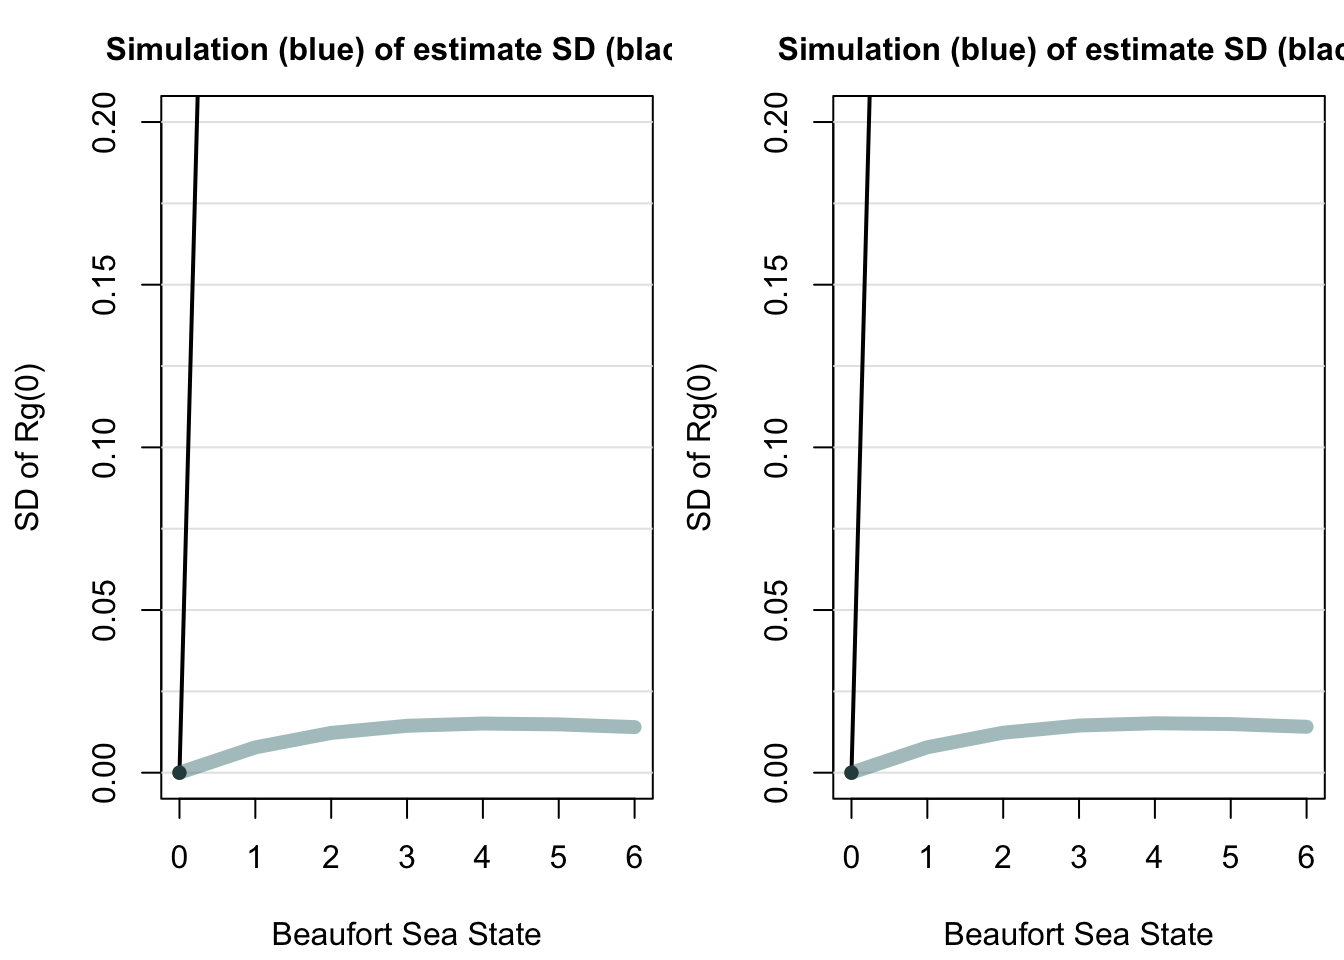 Simulation (blue) of estimate SD (blac
SD of Rg(0)
0.20
0.15
0.10
0.05
0.00
0 1 2 3 4 5 6
Beaufort Sea State
Simulation (blue) of estimate SD (blac
SD of Rg(0)
0.20
0.15
0.10
0.05
0.00
0 1 2 3 4 5 6
Beaufort Sea State